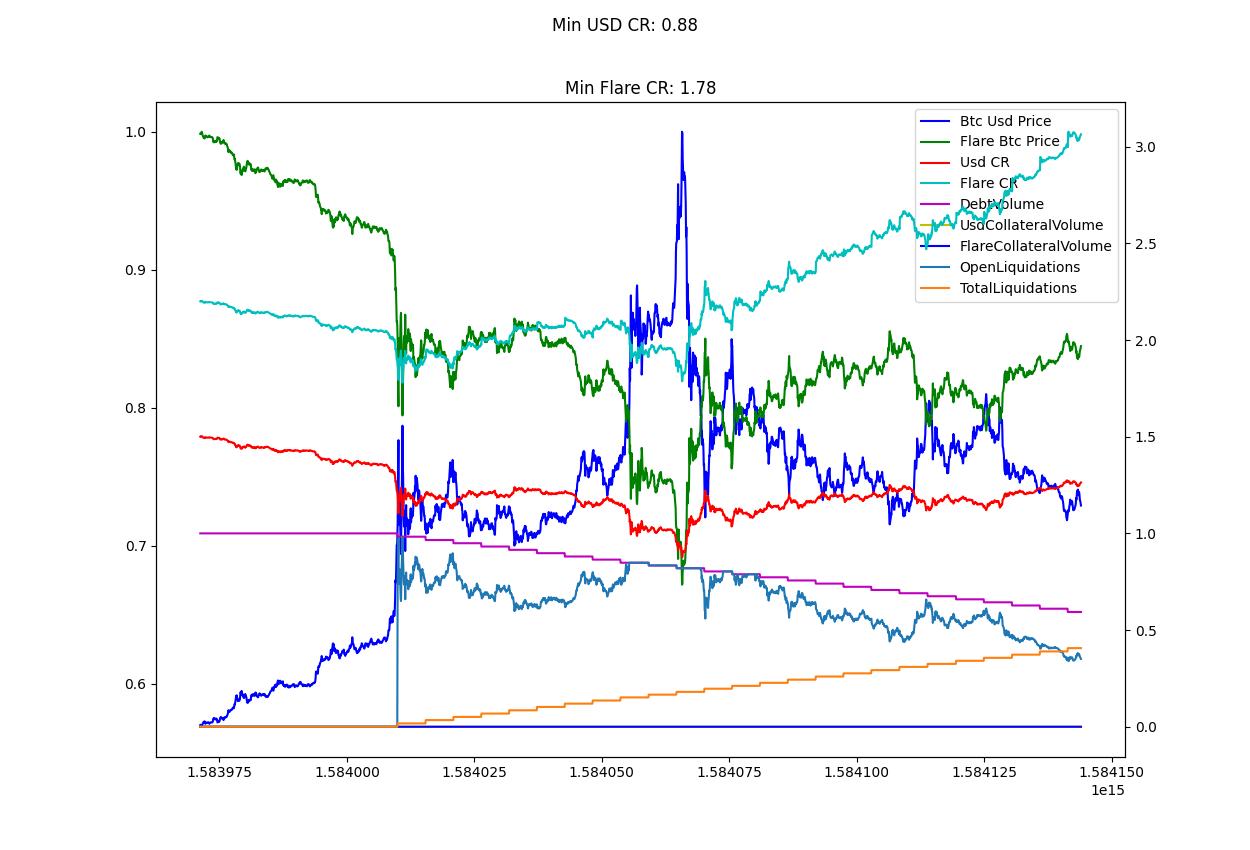 Min USD CR: 0.88
Min Flare CR: 1.78
Btc Usd Price
Flare Btc Price
Usd CR
Flare CR
DebtVolume
UsdCollateralVolume
FlareCollateralVolume
OpenLiquidations
TotalLiquidations
1.0
0.9
0.8
0.7
0.6
3.0
2.5
2.0
1.5
1.0
0.5
0.0
1.583975 1.584000 1.584025 1.584050 1.584075 1.584100 1.584125 1.584150
1e15